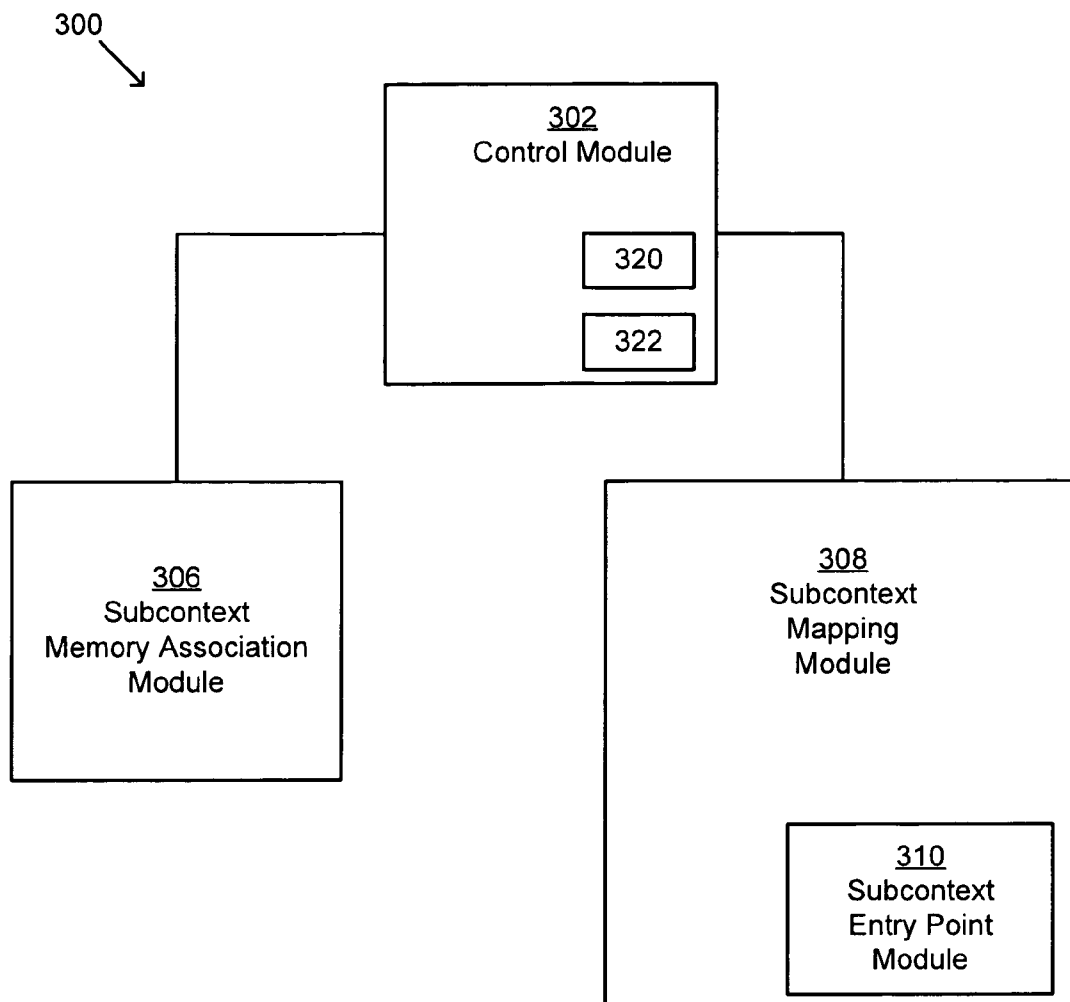 300
302
Control Module
320
322
306
Subcontext
Memory Association
Module
308
Subcontext
Mapping
Module
310
Subcontext
Entry Point
Module